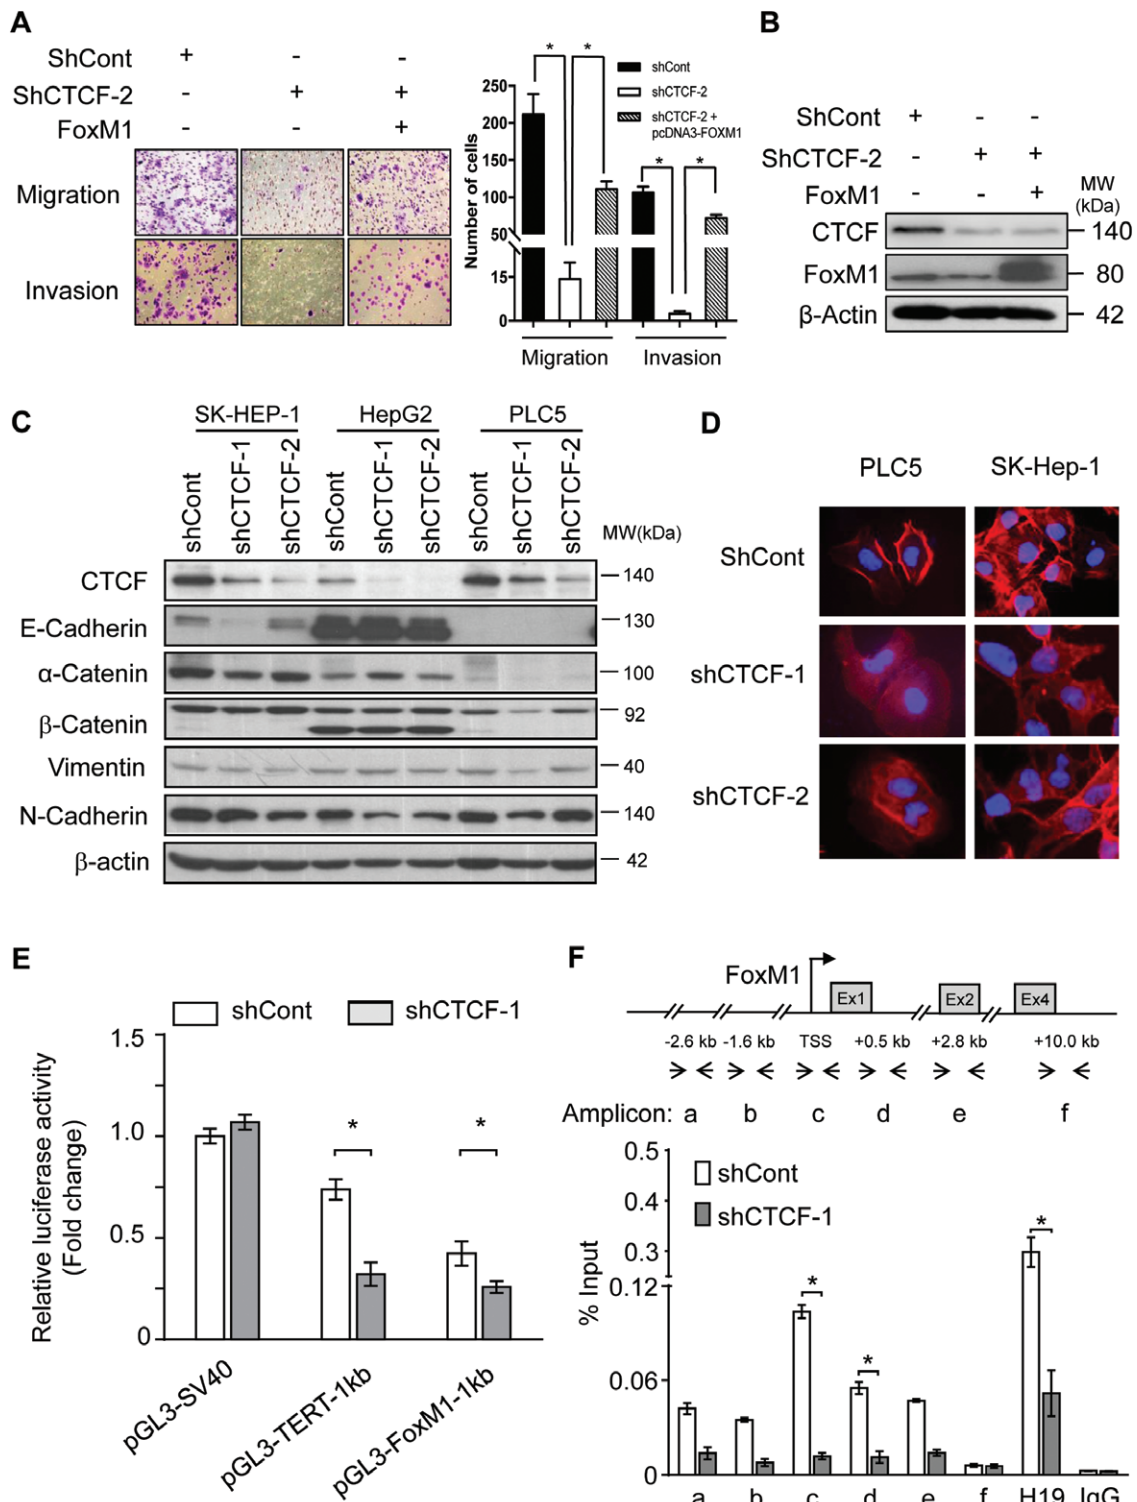 A
ShCont + - -
ShCTCF-2 - + +
FoxM1 - - +
Migration
Invasion
Number of cells
250
200
150
100
50
15
0
* *
* *
shCont
shCTCF-2
shCTCF-2 +
pcDNA3-FOXM1
Migration Invasion
B
ShCont + - -
ShCTCF-2 - + +
FoxM1 - - +
MW
(kDa)
CTCF 140
FoxM1 80
β-Actin 42
C
SK-HEP-1 HepG2 PLC5
shCont shCTCF-1 shCTCF-2 shCont shCTCF-1 shCTCF-2 shCont shCTCF-1 shCTCF-2
MW(kDa)
CTCF 140
E-Cadherin 130
α-Catenin 100
β-Catenin 92
Vimentin 40
N-Cadherin 140
β-actin 42
D
PLC5 SK-Hep-1
ShCont
shCTCF-1
shCTCF-2
E
shCont shCTCF-1
Relative luciferase activity
(Fold change)
1.5
1.0
0.5
0
* *
pGL3-SV40 pGL3-TERT-1kb pGL3-FoxM1-1kb
F
FoxM1
Ex1 Ex2 Ex4
-2.6 kb -1.6 kb TSS +0.5 kb +2.8 kb +10.0 kb
Amplicon: a b c d e f
shCont
shCTCF-1
% Input
0.5
0.4
0.3
0.12
0.06
0
* * *
a b c d e f H19 IgG